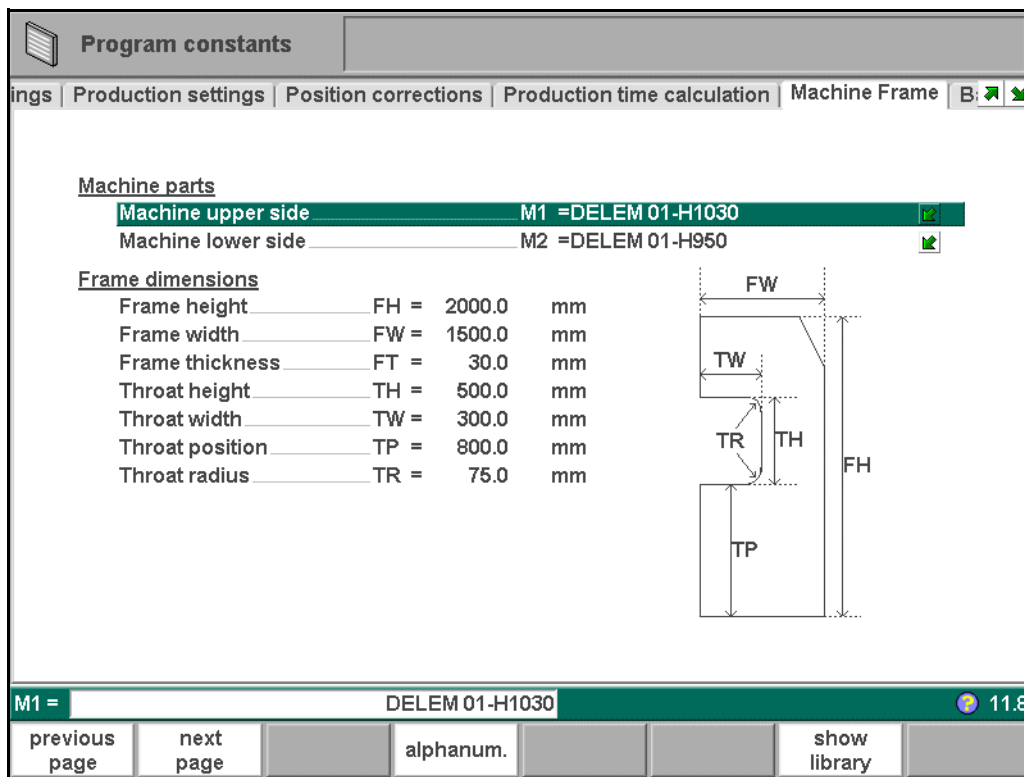 Program constants
ings Production settings Position corrections Production time calculation Machine Frame Ba
Machine parts
Machine upper side M1 =DELEM 01-H1030
Machine lower side M2 =DELEM 01-H950
Frame dimensions
Frame height FH = 2000.0 mm
Frame width FW = 1500.0 mm
Frame thickness FT = 30.0 mm
Throat height TH = 500.0 mm
Throat width TW = 300.0 mm
Throat position TP = 800.0 mm
Throat radius TR = 75.0 mm
FW
TW
TR
TH
FH
TP
M1 = DELEM 01-H1030 11.8
previous page
next page
alphanum.
show library